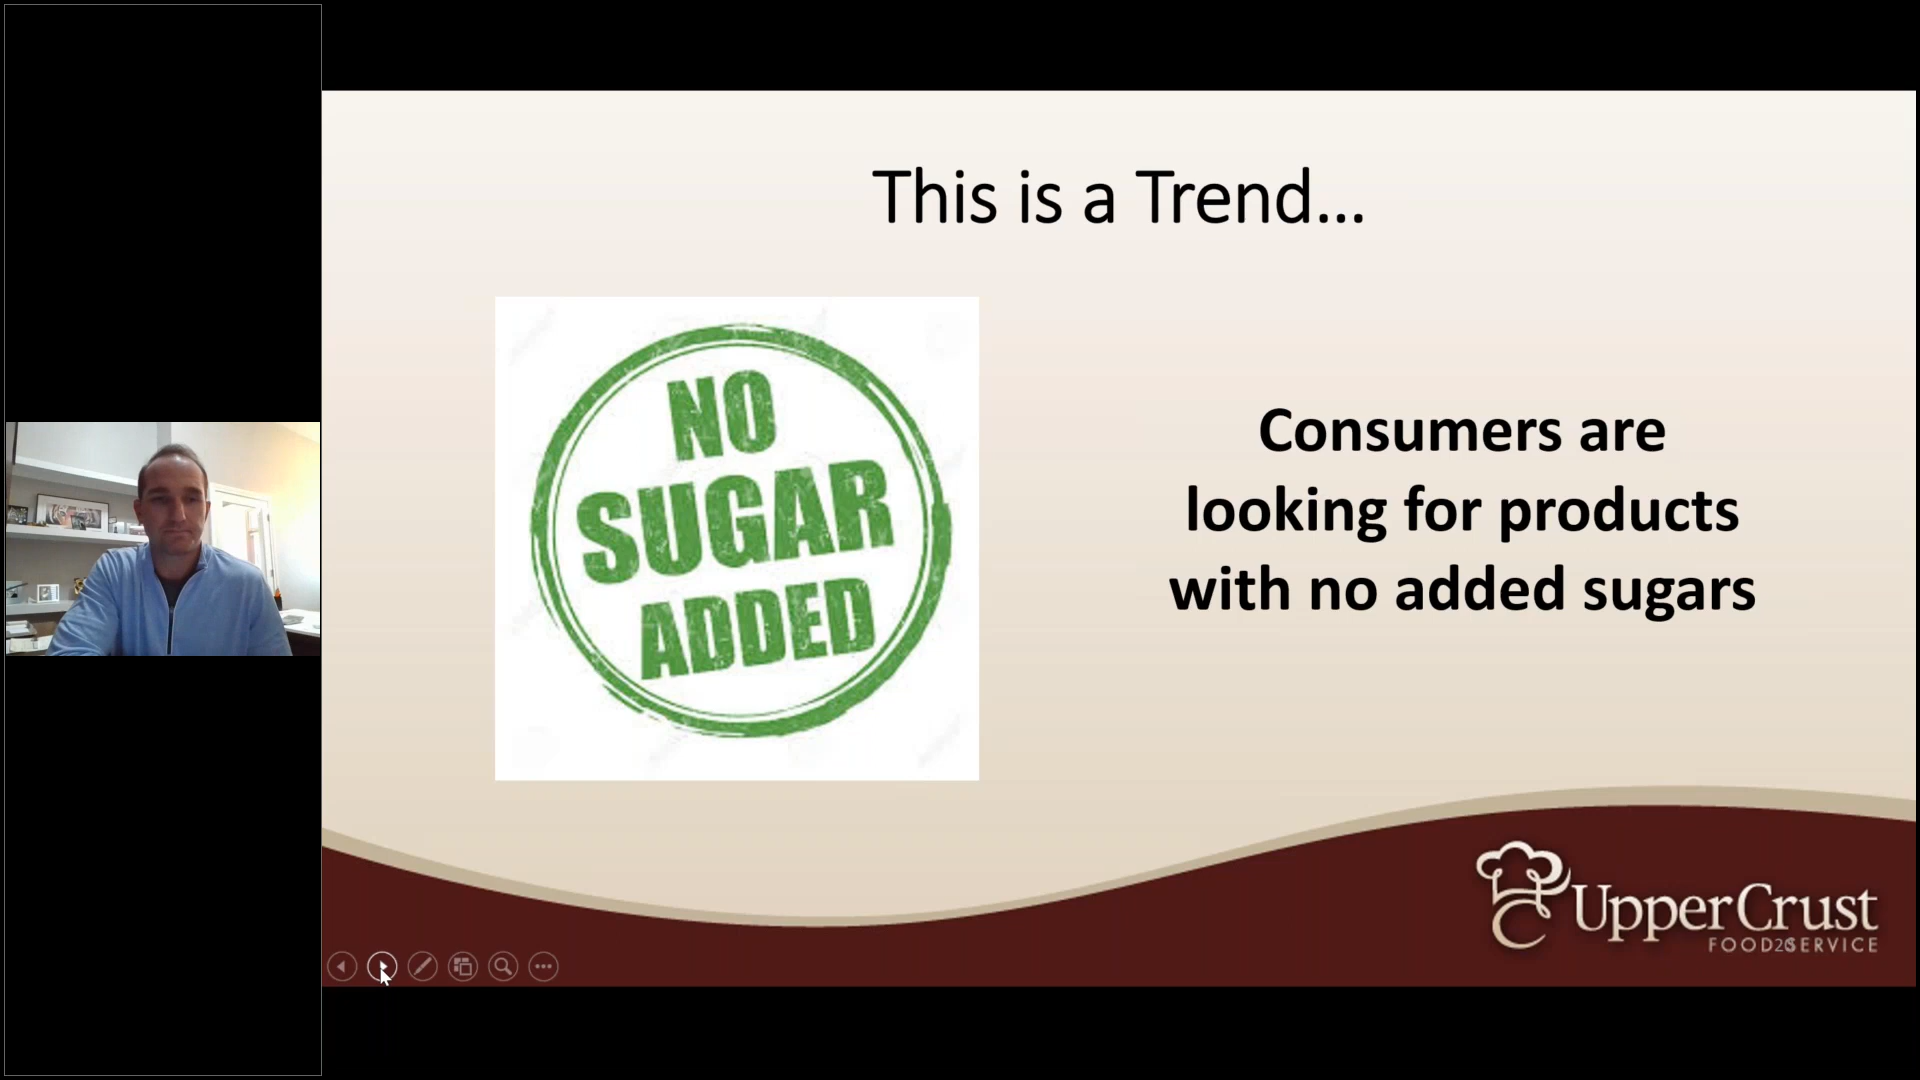 This is a Trend...
NO
SUGAR
ADDED
Consumers are
looking for products
with no added sugars
UpperCrust
FOOD SERVICE